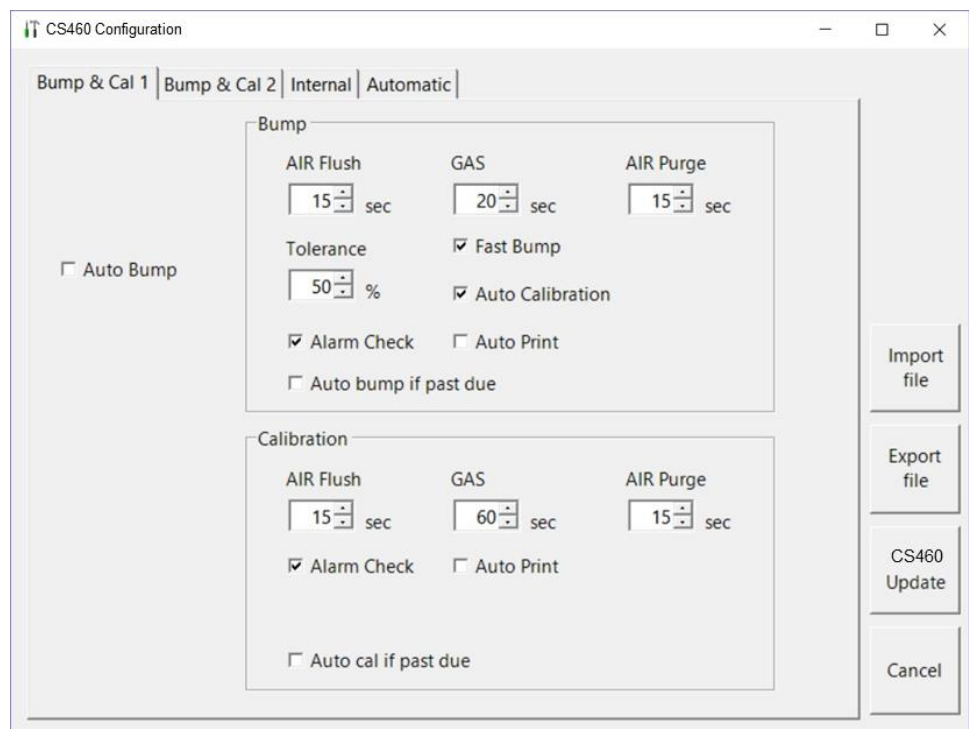 CS460 Configuration
Bump & Cal 1 Bump & Cal 2 Internal Automatic
Bump
AIR Flush GAS AIR Purge
15 sec 20 sec 15 sec
Tolerance Fast Bump
Auto Bump
50 % Auto Calibration
Alarm Check Auto Print
Auto bump if past due
Calibration
AIR Flush GAS AIR Purge
15 sec 60 sec 15 sec
Alarm Check Auto Print
Auto cal if past due
Import
file
Export
file
CS460
Update
Cancel